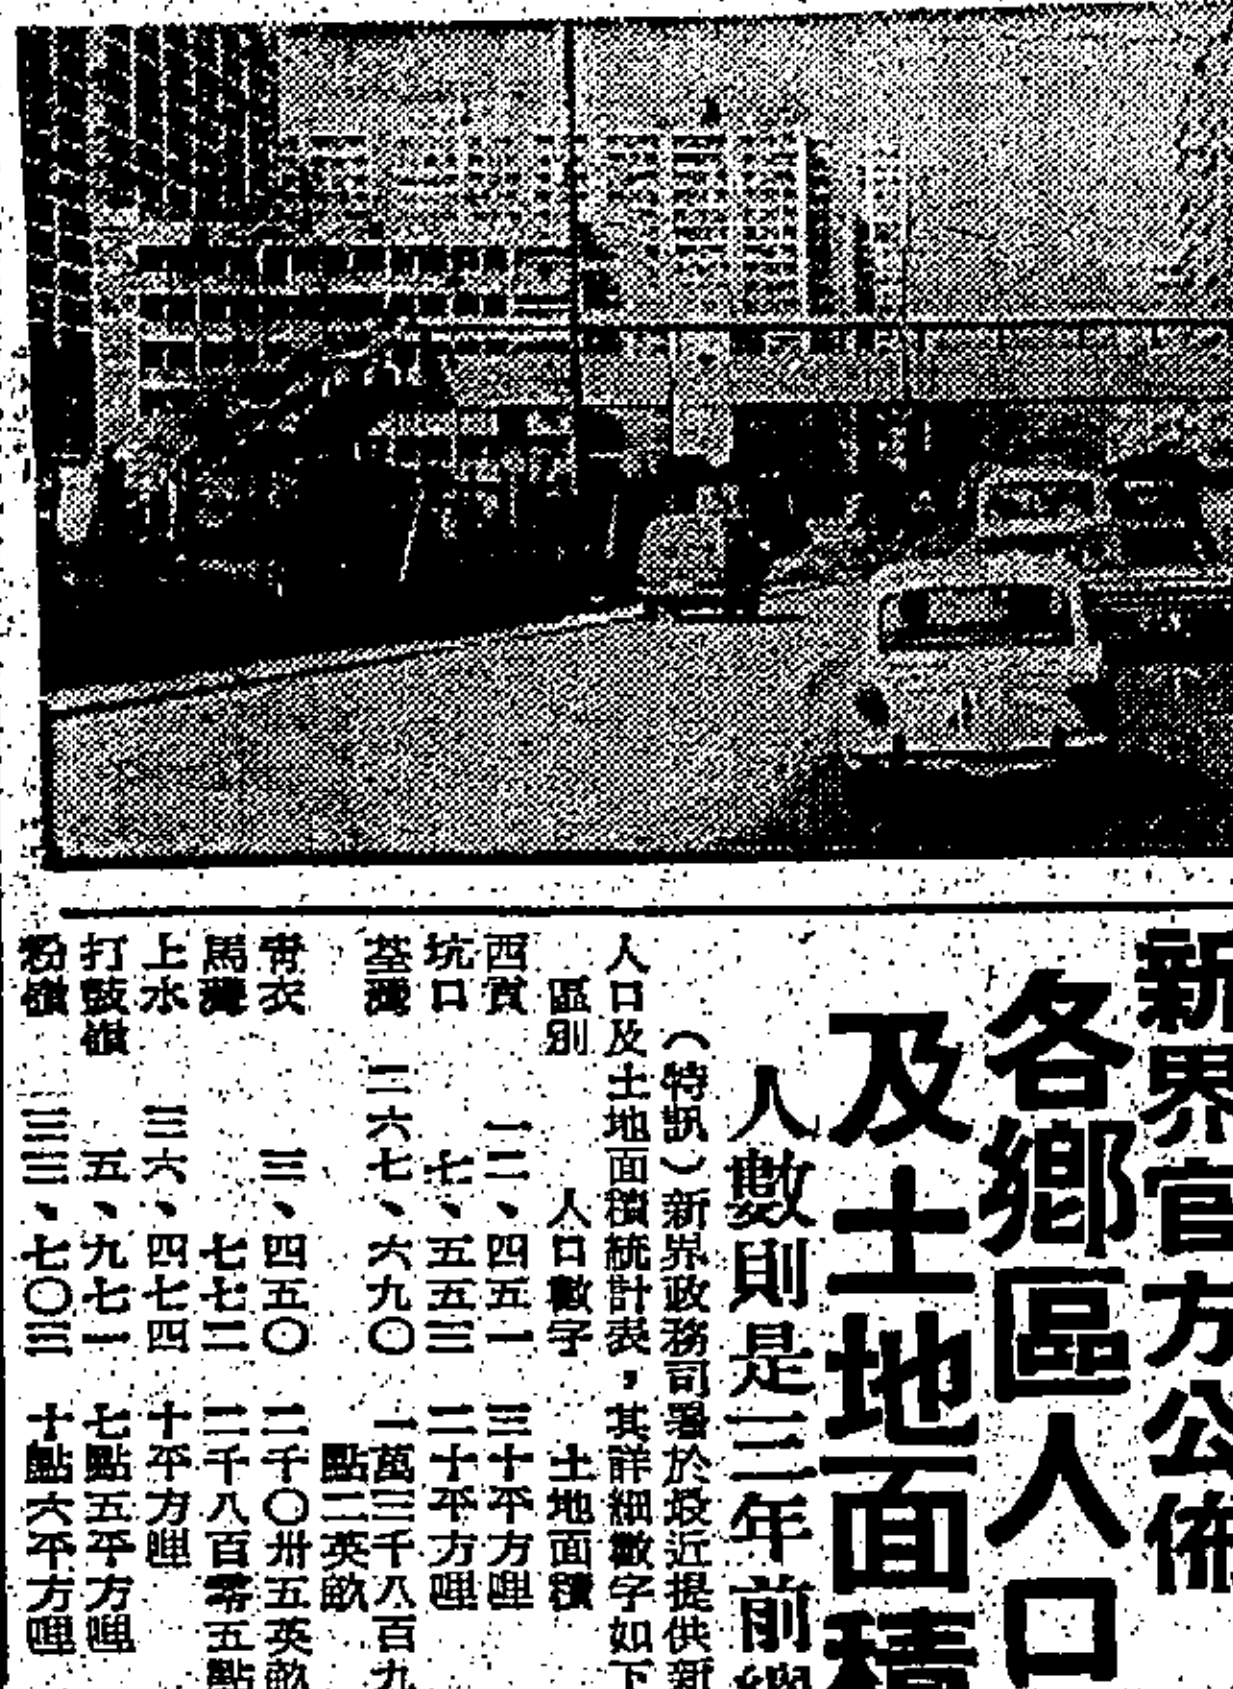 新界官方公佈
各鄉區人口
及土地面積
人數則是三年前
（特訊）新界政務司署於最近提供新
人口及土地面積統計表，其詳細數字如下
區別　人口數字　土地面積
西貢　一二、四五一　三十平方哩
坑口　七、五五三　二十平方哩
荃灣　二六七、六九〇　一萬三千八百九
點二英畝
青衣　三、四五〇　二千〇卅五英畝
馬灣　七七二　二千八百零五點
上水　三六、四七四　十平方哩
打鼓嶺　五、九七一　七點五平方哩
粉嶺　三三、七〇三　十點六平方哩